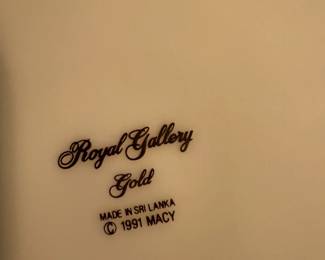 Royal Gallery
Gold
MADE IN SRI LANKA
© 1991 MACY